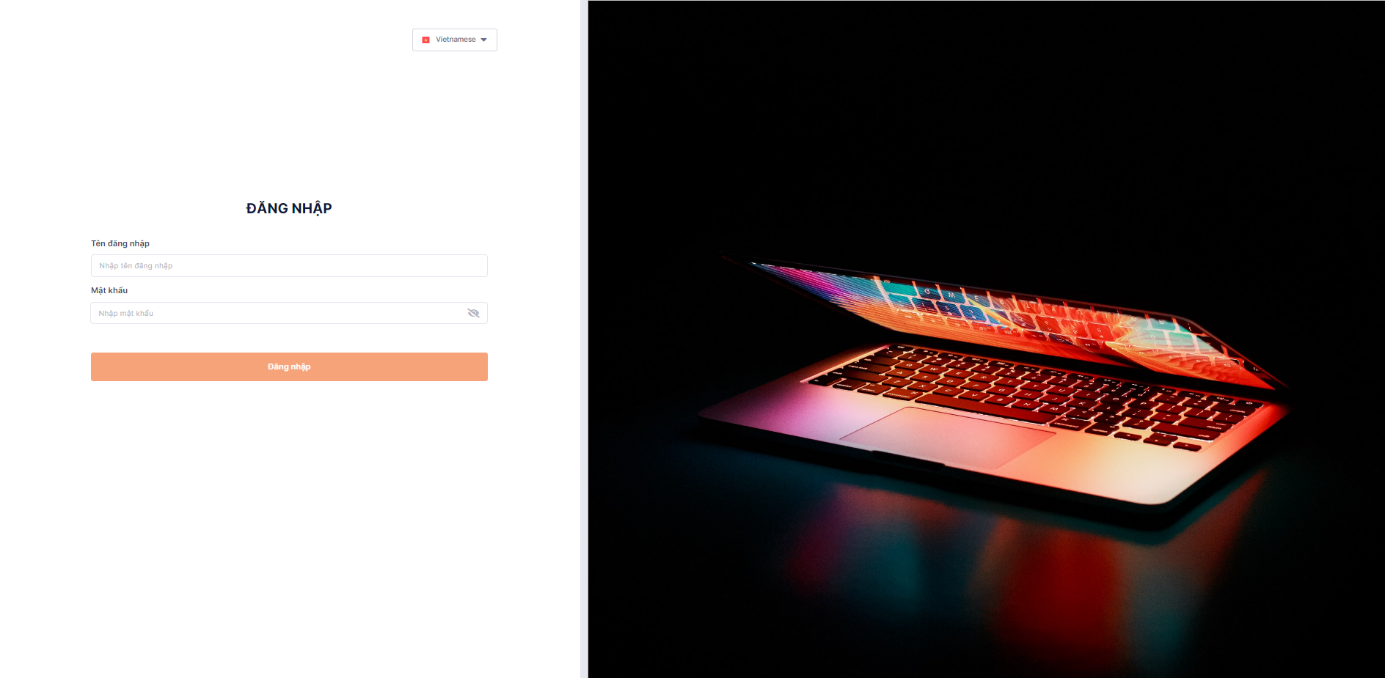 Vietnamese
ĐĂNG NHẬP
Tên đăng nhập
Nhập tên đăng nhập
Mật khẩu
Nhập mật khẩu
Đăng nhập